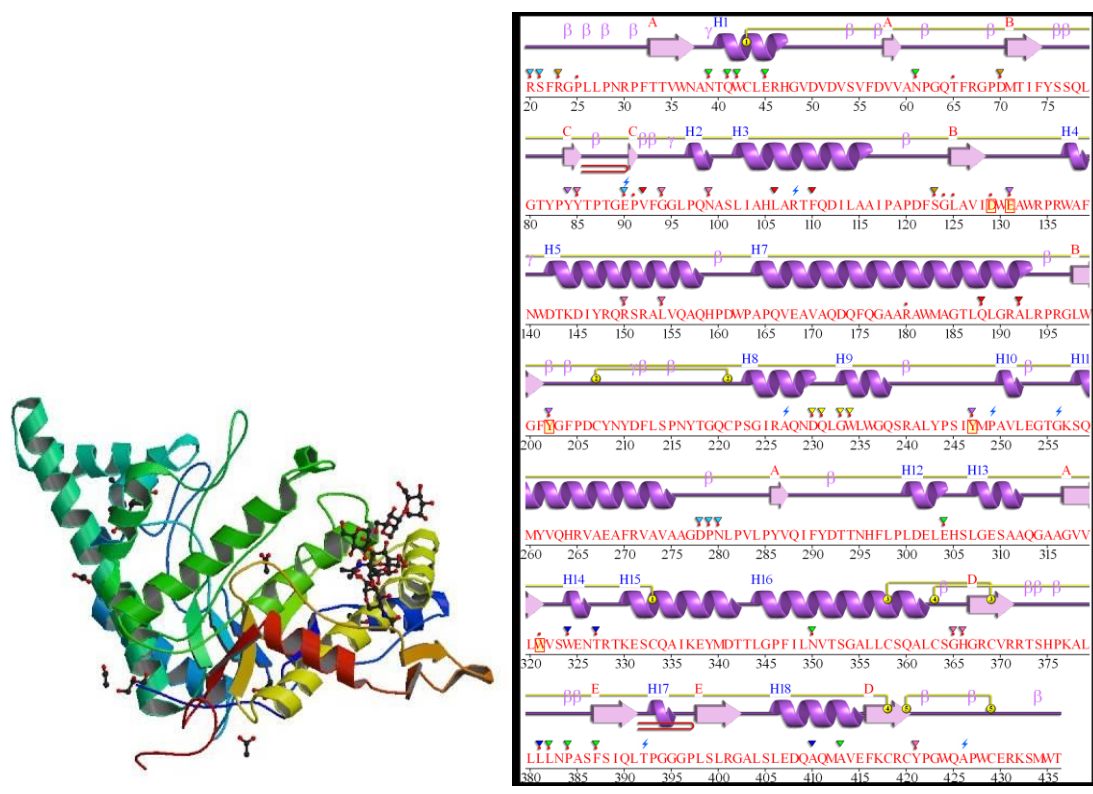 β β β β A γ H1 β β A β β B β β
RSFRGPLLPNRPFTTVWNANTQWCLERHGVDVDVSVFDVVANPGQTFRGPDMTIFYSSQL
20 25 30 35 40 45 50 55 60 65 70 75
C β C β β γ H2 H3 β B H4
GTYPYYTPTGEPVFGGLPQNASLIAHLARTFQDILAAIPAPDFSGLAVIDWEAWRPRWAF
80 85 90 95 100 105 110 115 120 125 130 135
γ H5 β H7 β B
NWDTKDIYRQRSRALVQAQHPDWPAPQVEAVAQDQFQGAARAWMAGTLQLGRALRPRGLW
140 145 150 155 160 165 170 175 180 185 190 195
β β γ β β H8 H9 β H10 β H11
GFYGFPDCYNYDFLSPNYTGQCPSGIRAQNDQLGWLWGQSRALYPSIYMPAVLEGTGKSQ
200 205 210 215 220 225 230 235 240 245 250 255
β A β H12 H13 A
MYVQHRVAEAFRVAVAAGDPNLPVLPYVQIFYDTTNHFLPLDELEHSLGESAAQGAAGVV
260 265 270 275 280 285 290 295 300 305 310 315
H14 H15 H16 β D β β β
LWVSWENTRTKESCQAIKEYMDTTLGPFILNVTSGALLCSQALCSGHGRCVRRTSHPKAL
320 325 330 335 340 345 350 355 360 365 370 375
β β E H17 E H18 D β β β
LLLNPASFSIQLTPGGGPLSLRGALSLEDQAQMAVEFKCRCYPGWQAPWCERKSMWT
380 385 390 395 400 405 410 415 420 425 430 435